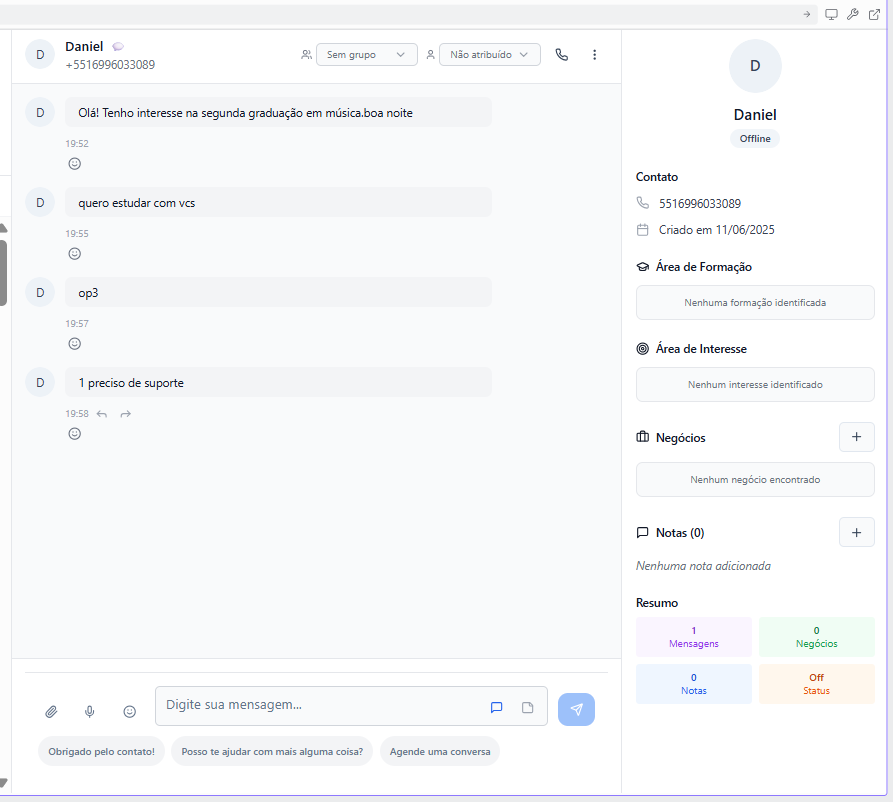 D
Daniel
+5516996033089
Sem grupo
Não atribuído
D
Olá! Tenho interesse na segunda graduação em música.boa noite
19:52
D
quero estudar com vcs
19:55
D
op3
19:57
D
1 preciso de suporte
19:58
Digite sua mensagem...
Obrigado pelo contato!
Posso te ajudar com mais alguma coisa?
Agende uma conversa
D
Daniel
Offline
Contato
5516996033089
Criado em 11/06/2025
Área de Formação
Nenhuma formação identificada
Área de Interesse
Nenhum interesse identificado
Negócios
Nenhum negócio encontrado
Notas (0)
Nenhuma nota adicionada
Resumo
1
Mensagens
0
Negócios
0
Notas
Off
Status